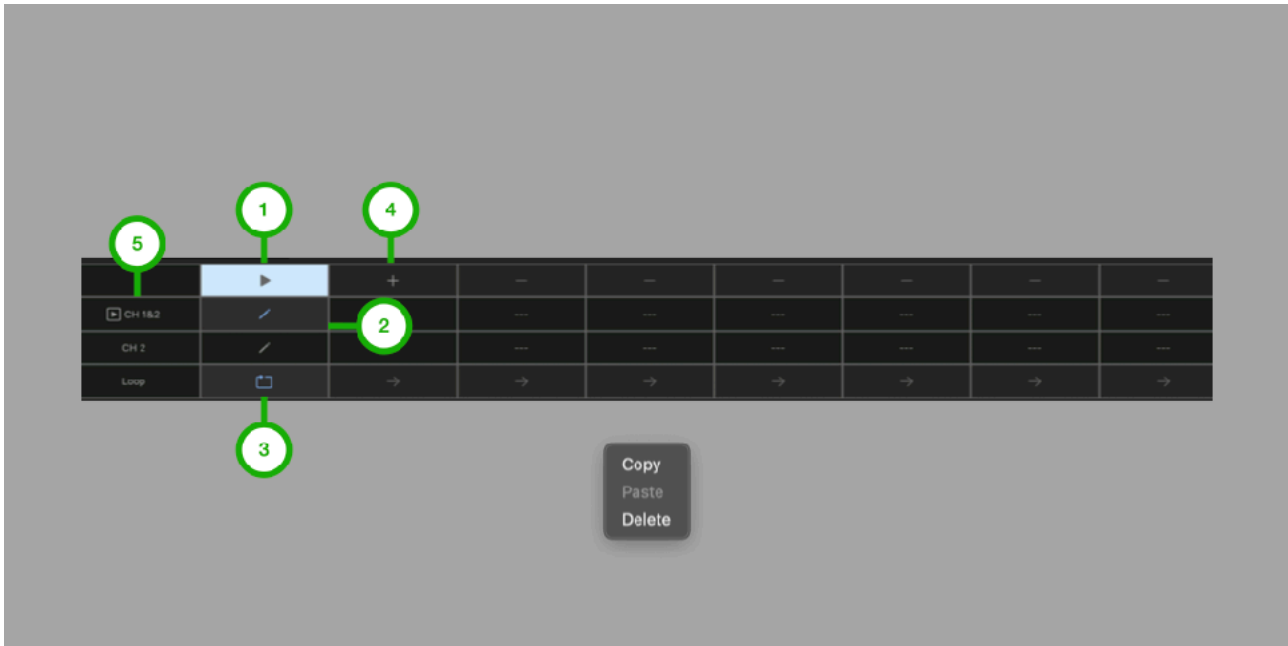 1
4
5
+ — — — — — —
CH 1&2
2
--- --- --- --- --- ---
CH 2
--- --- --- --- --- ---
Loop
→ → → → → → →
3
Copy
Paste
Delete